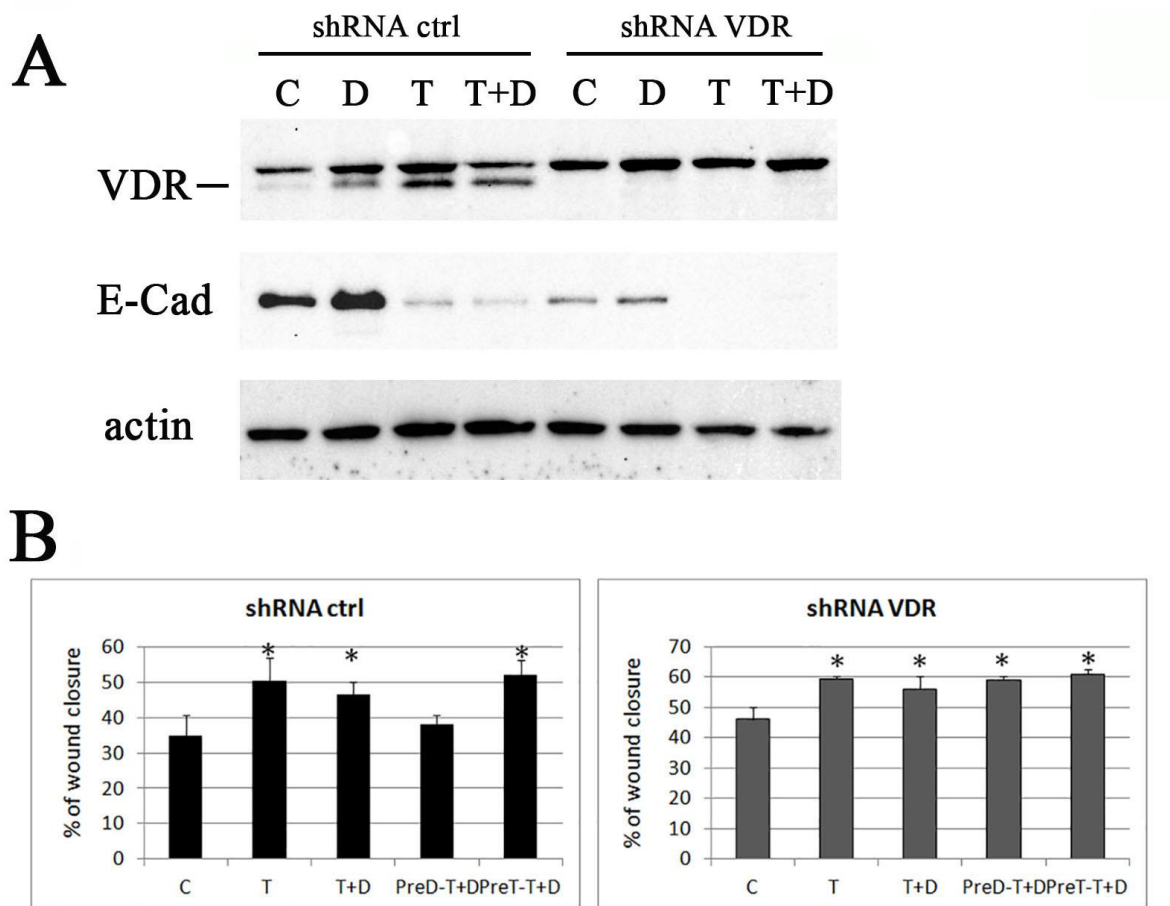 A
shRNA ctrl shRNA VDR
C D T T+D C D T T+D
VDR
E-Cad
actin
B
shRNA ctrl
% of wound closure
60
50
40
30
20
10
0
* * *
C T T+D PreD-T+D PreT-T+D
shRNA VDR
% of wound closure
70
60
50
40
30
20
10
0
* * * *
C T T+D PreD-T+D PreT-T+D